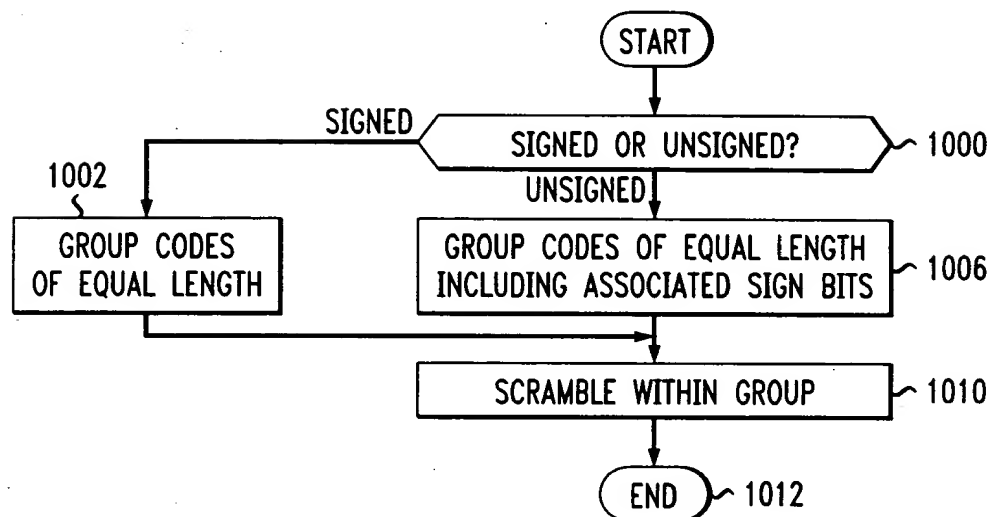 START
SIGNED
SIGNED OR UNSIGNED?
1000
1002
UNSIGNED
GROUP CODES
OF EQUAL LENGTH
GROUP CODES OF EQUAL LENGTH
INCLUDING ASSOCIATED SIGN BITS
1006
SCRAMBLE WITHIN GROUP
1010
END
1012